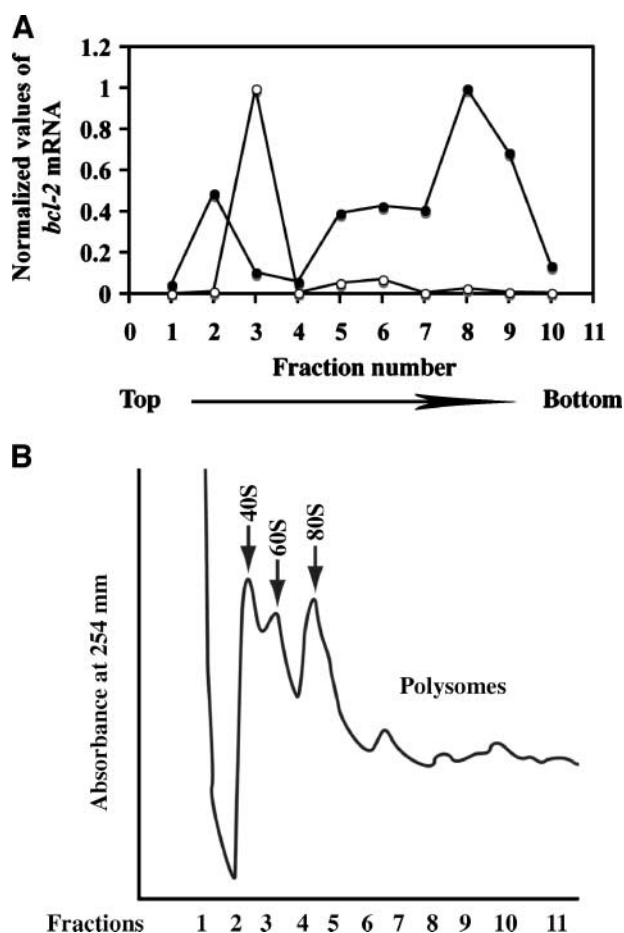 A
Normalized values of
bcl-2 mRNA
1.2
1
0.8
0.6
0.4
0.2
0
0 1 2 3 4 5 6 7 8 9 10 11
Fraction number
Top Bottom
B
40S
60S
80S
Polysomes
Absorbance at 254 mm
Fractions 1 2 3 4 5 6 7 8 9 10 11